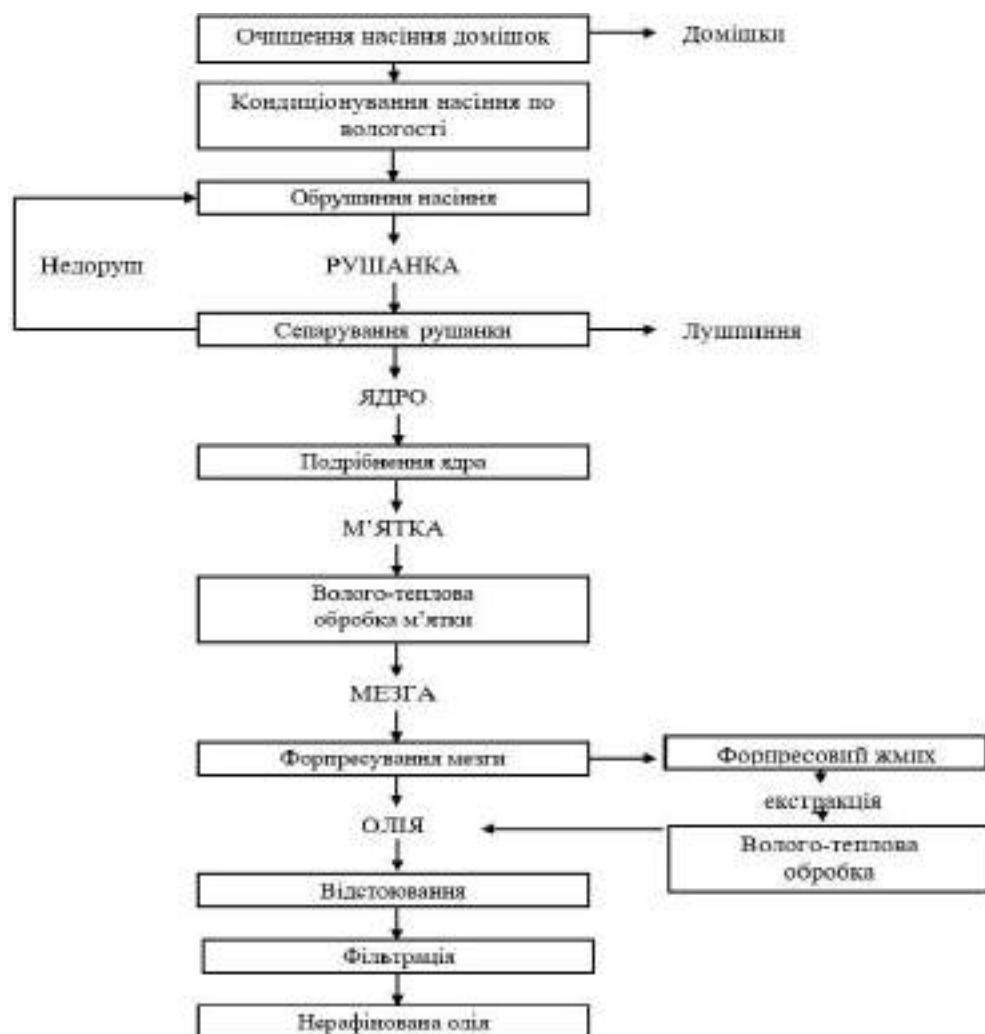 Очищення насіння домішок
Домішки
Кондиціонування насіння по
вологості
Обрушиння насіння
Недоруш
РУШАНКА
Сепарування рушанки
Лушпиння
ЯДРО
Подрібнення ядра
М’ЯТКА
Волого-теплова
обробка м’ятки
МЕЗГА
Форпресування мезги
Форпресовий жмих
екстракція
ОЛІЯ
Волого-теплова
обробка
Відстоювання
Фільтрація
Нерафінована олія